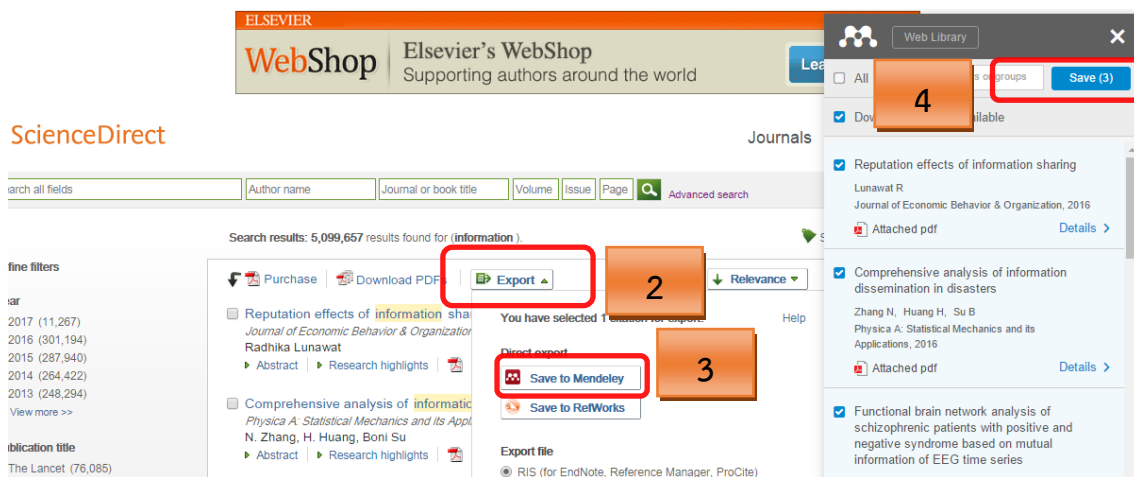 ELSEVIER
WebShop
Elsevier's WebShop
Supporting authors around the world
Lea
ScienceDirect
Journals
arch all fields
Author name
Journal or book title
Volume
Issue
Page
Advanced search
Search results: 5,099,657 results found for (information ).
S
fine filters
ear
2017 (11,267)
2016 (301,194)
2015 (287,940)
2014 (264,422)
2013 (248,294)
View more >>
ublication title
The Lancet (76,085)
Purchase
Download PDFs
Export
2
Relevance
Reputation effects of information sha
Journal of Economic Behavior & Organization
Radhika Lunawat
Abstract
Research highlights
Comprehensive analysis of informatic
Physica A: Statistical Mechanics and its Appl
N. Zhang, H. Huang, Boni Su
Abstract
Research highlights
You have selected 1 citation for export.
Help
Direct export
Save to Mendeley
3
Save to RefWorks
Export file
RIS (for EndNote, Reference Manager, ProCite)
Web Library
All
4
s or groups
Save (3)
Dow
ailable
Reputation effects of information sharing
Lunawat R
Journal of Economic Behavior & Organization, 2016
Attached pdf
Details
Comprehensive analysis of information
dissemination in disasters
Zhang N, Huang H, Su B
Physica A: Statistical Mechanics and its
Applications, 2016
Attached pdf
Details
Functional brain network analysis of
schizophrenic patients with positive and
negative syndrome based on mutual
information of EEG time series